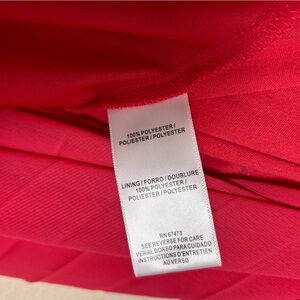 100% POLYESTER /
POLIESTER / POLYESTER
LINING / FORRO / DOUBLURE
100% POLYESTER /
POLIESTER / POLYESTER
RN 67473
SEE REVERSE FOR CARE
VER AL DORSO PARA CUIDADO
INSTRUCTIONS D'ENTRETIEN
AU VERSO